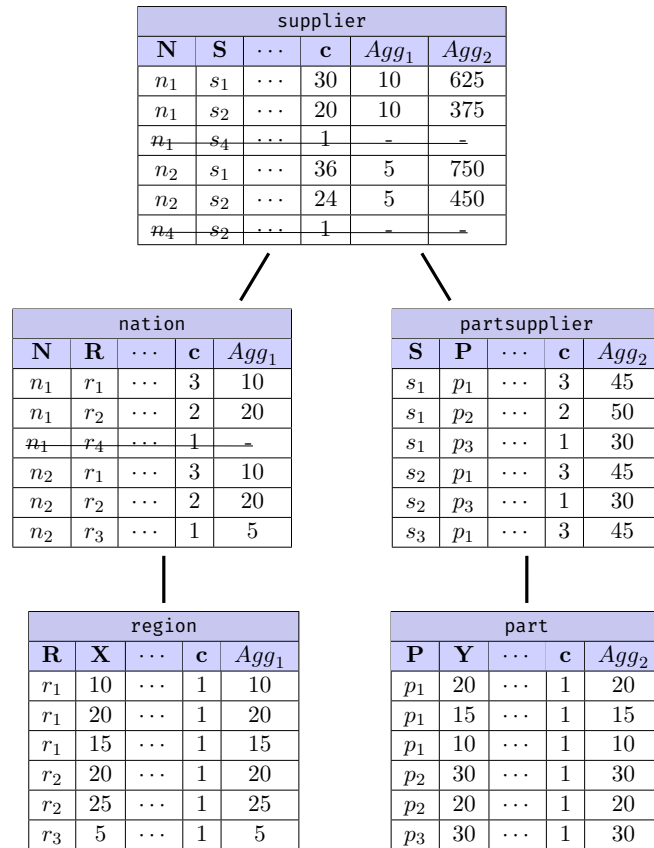 supplier
N S ··· c Agg₁ Agg₂
n₁ s₁ ··· 30 10 625
n₁ s₂ ··· 20 10 375
n₁ s₄ ··· 1 - -
n₂ s₁ ··· 36 5 750
n₂ s₂ ··· 24 5 450
n₄ s₂ ··· 1 - -
nation
N R ··· c Agg₁
n₁ r₁ ··· 3 10
n₁ r₂ ··· 2 20
n₁ r₄ ··· 1 -
n₂ r₁ ··· 3 10
n₂ r₂ ··· 2 20
n₂ r₃ ··· 1 5
partsupplier
S P ··· c Agg₂
s₁ p₁ ··· 3 45
s₁ p₂ ··· 2 50
s₁ p₃ ··· 1 30
s₂ p₁ ··· 3 45
s₂ p₃ ··· 1 30
s₃ p₁ ··· 3 45
region
R X ··· c Agg₁
r₁ 10 ··· 1 10
r₁ 20 ··· 1 20
r₁ 15 ··· 1 15
r₂ 20 ··· 1 20
r₂ 25 ··· 1 25
r₃ 5 ··· 1 5
part
P Y ··· c Agg₂
p₁ 20 ··· 1 20
p₁ 15 ··· 1 15
p₁ 10 ··· 1 10
p₂ 30 ··· 1 30
p₂ 20 ··· 1 20
p₃ 30 ··· 1 30